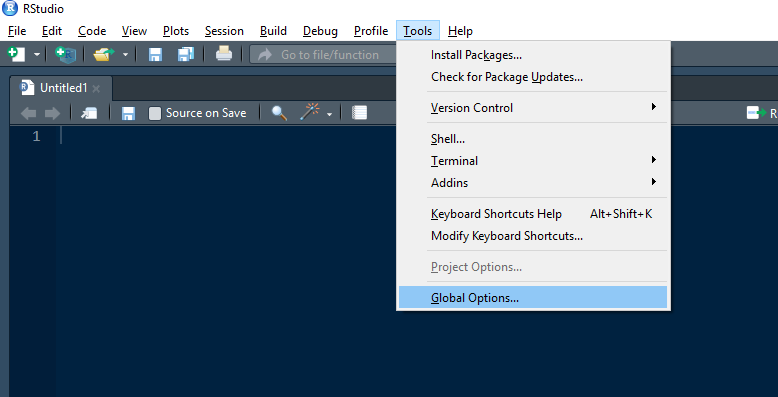 RStudio
File Edit Code View Plots Session Build Debug Profile Tools Help
Go to file/function
Untitled1
Source on Save
R
1
Install Packages...
Check for Package Updates...
Version Control
Shell...
Terminal
Addins
Keyboard Shortcuts Help Alt+Shift+K
Modify Keyboard Shortcuts...
Project Options...
Global Options...